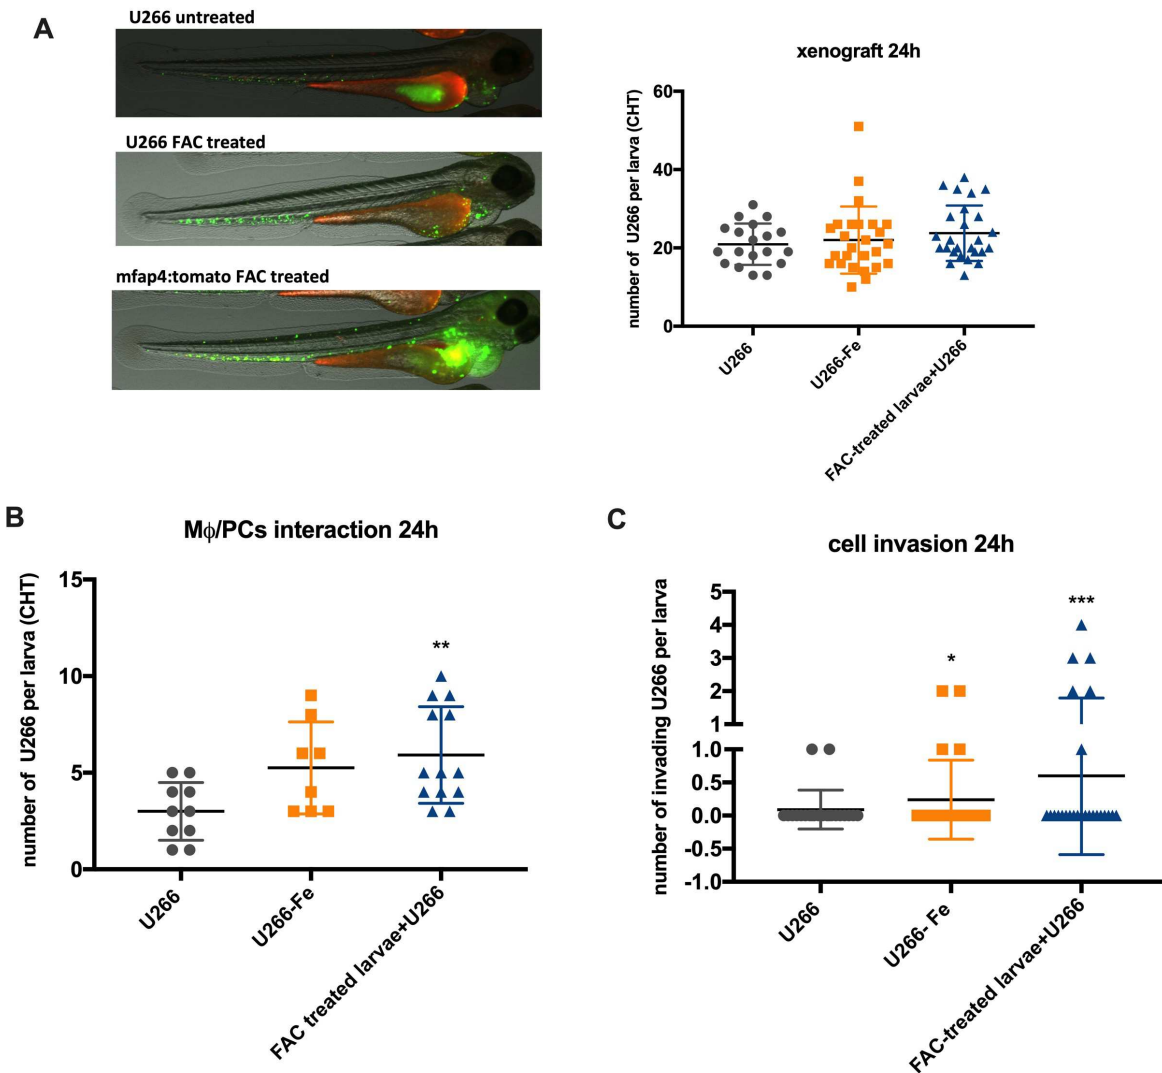 A
U266 untreated
U266 FAC treated
mfap4:tomato FAC treated
xenograft 24h
number of U266 per larva (CHT)
60
40
20
0
U266
U266-Fe
FAC-treated larvae+U266
B
Mϕ/PCs interaction 24h
number of U266 per larva (CHT)
15
10
5
0
**
U266
U266-Fe
FAC treated larvae+U266
C
cell invasion 24h
number of invading U266 per larva
5
4
3
2
1
1.0
0.5
0.0
-0.5
-1.0
*
***
U266
U266- Fe
FAC-treated larvae+U266